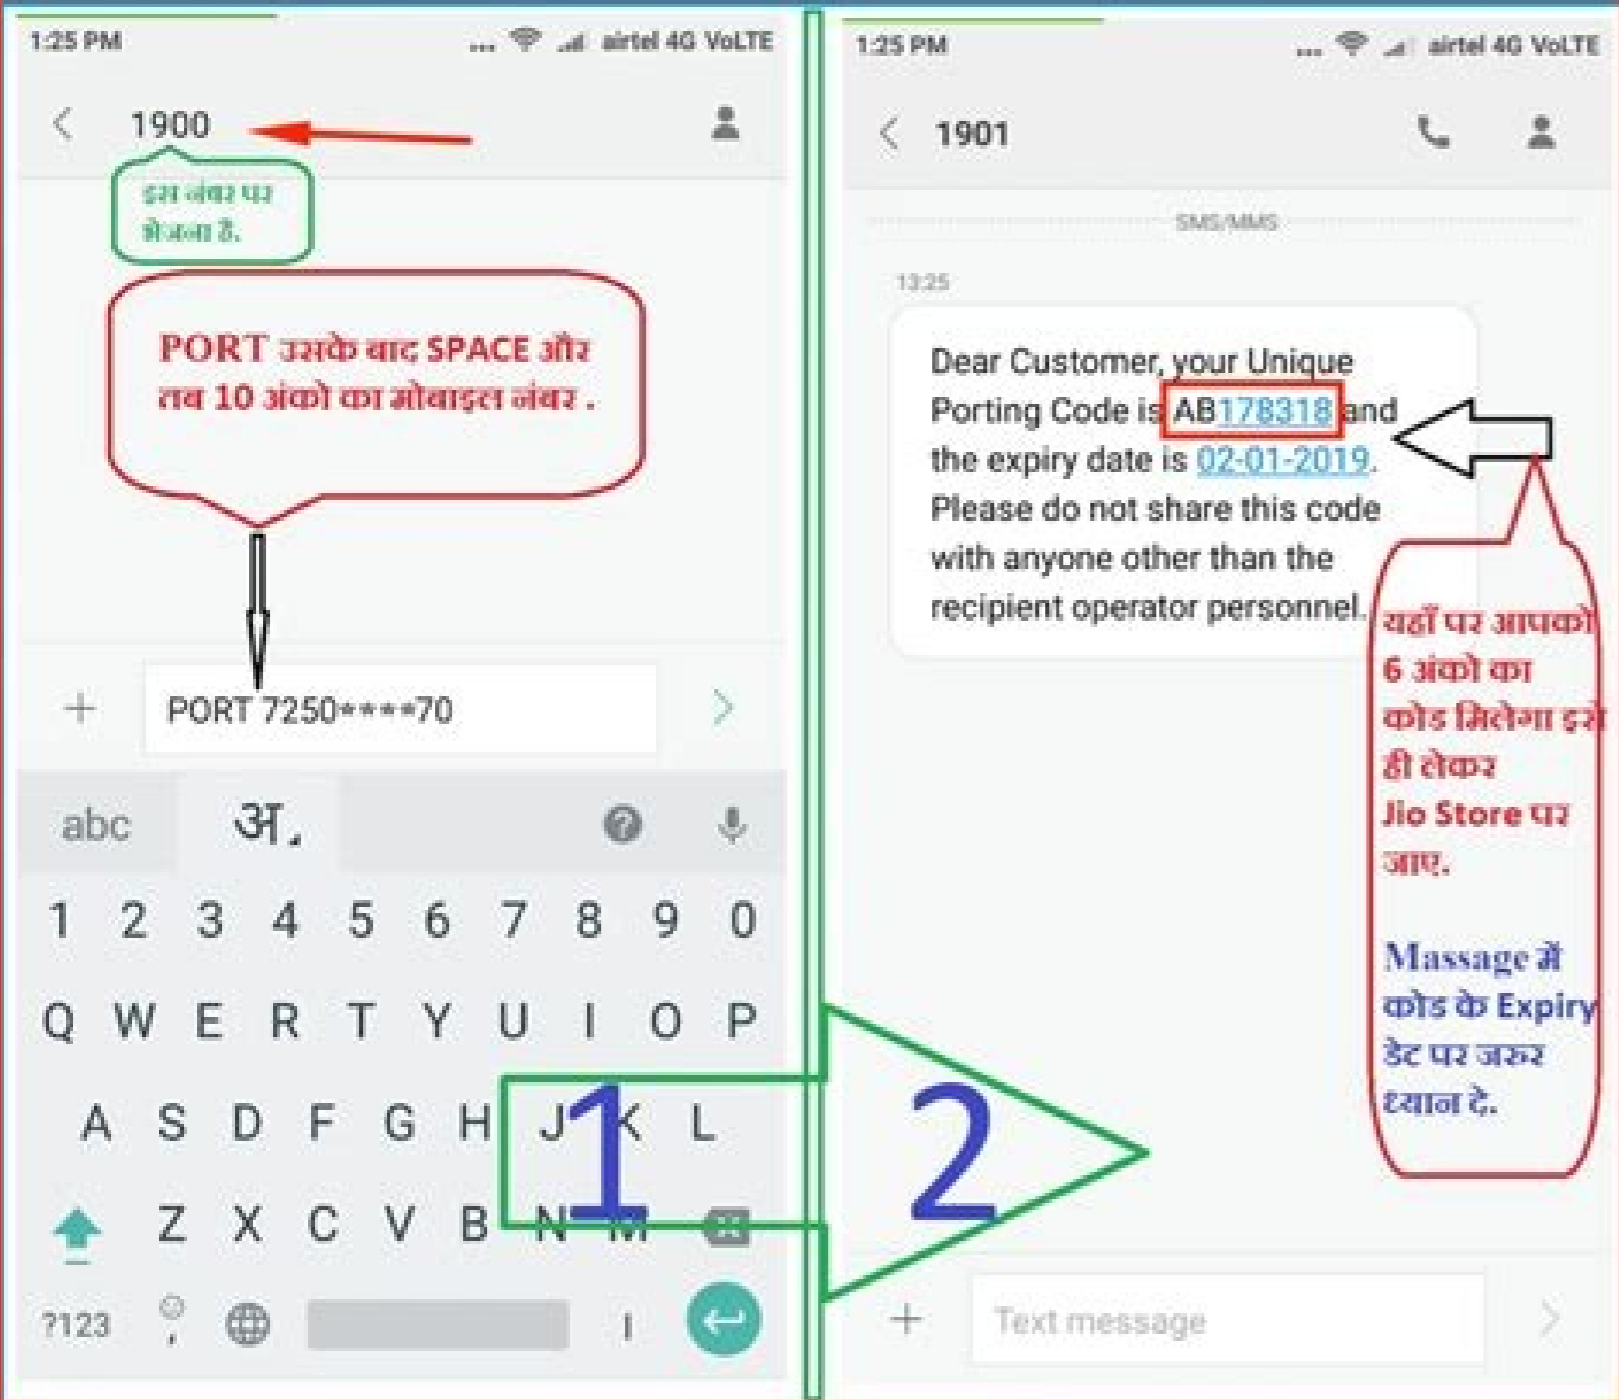 1:25 PM
... airtel 4G VoLTE
1900
इस नंबर पर
भेजना है.
PORT उसके बाद SPACE और
तब 10 अंको का मोबाइल नंबर .
PORT 7250****70
abc
अ.
1 2 3 4 5 6 7 8 9 0
Q W E R T Y U I O P
A S D F G H J K L
Z X C V B N M
?123 ,
1
1:25 PM
... airtel 4G VoLTE
1901
SMS/MMS
13:25
Dear Customer, your Unique
Porting Code is AB178318 and
the expiry date is 02-01-2019.
Please do not share this code
with anyone other than the
recipient operator personnel.
यहाँ पर आपको
6 अंको का
कोड मिलेगा इसे
ही लेकर
Jio Store पर
जाए.
Massage में
कोड के Expiry
डेट पर जरुर
ध्यान दे.
2
Text message